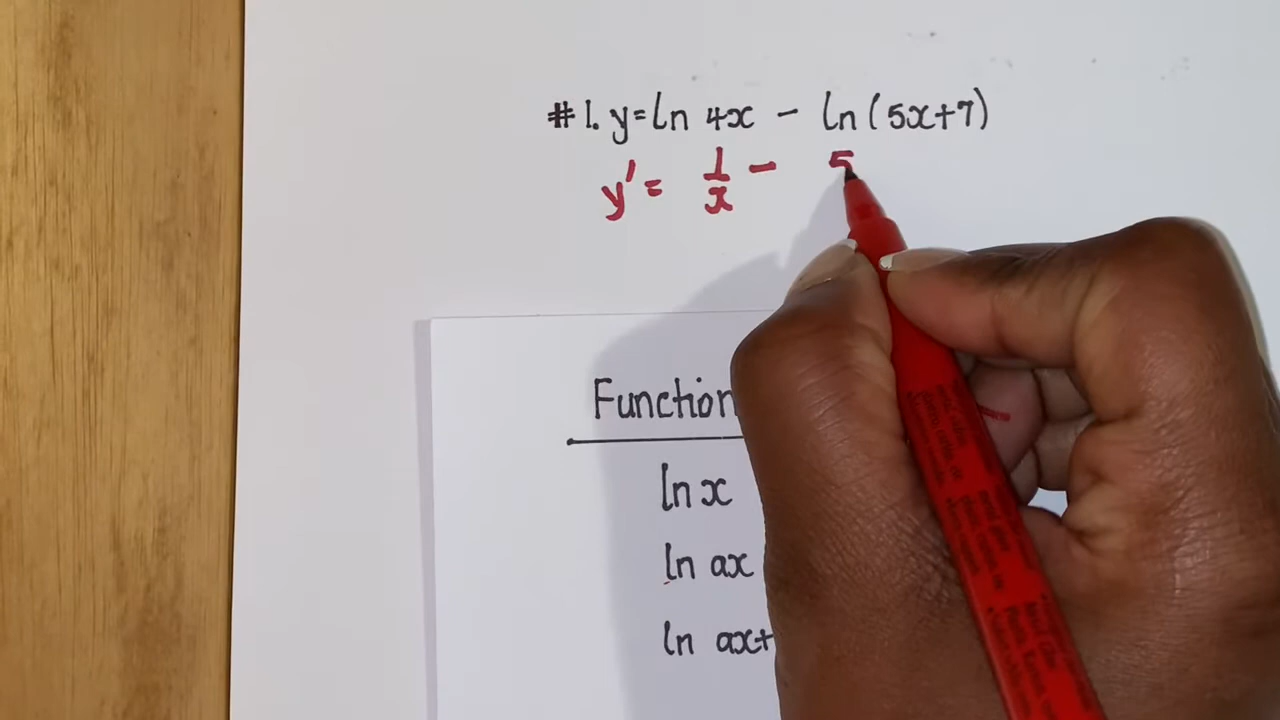 #1. y=ln 4x - ln(5x+7)
y' = 1/x - 5
Function
ln x
ln ax
ln ax+